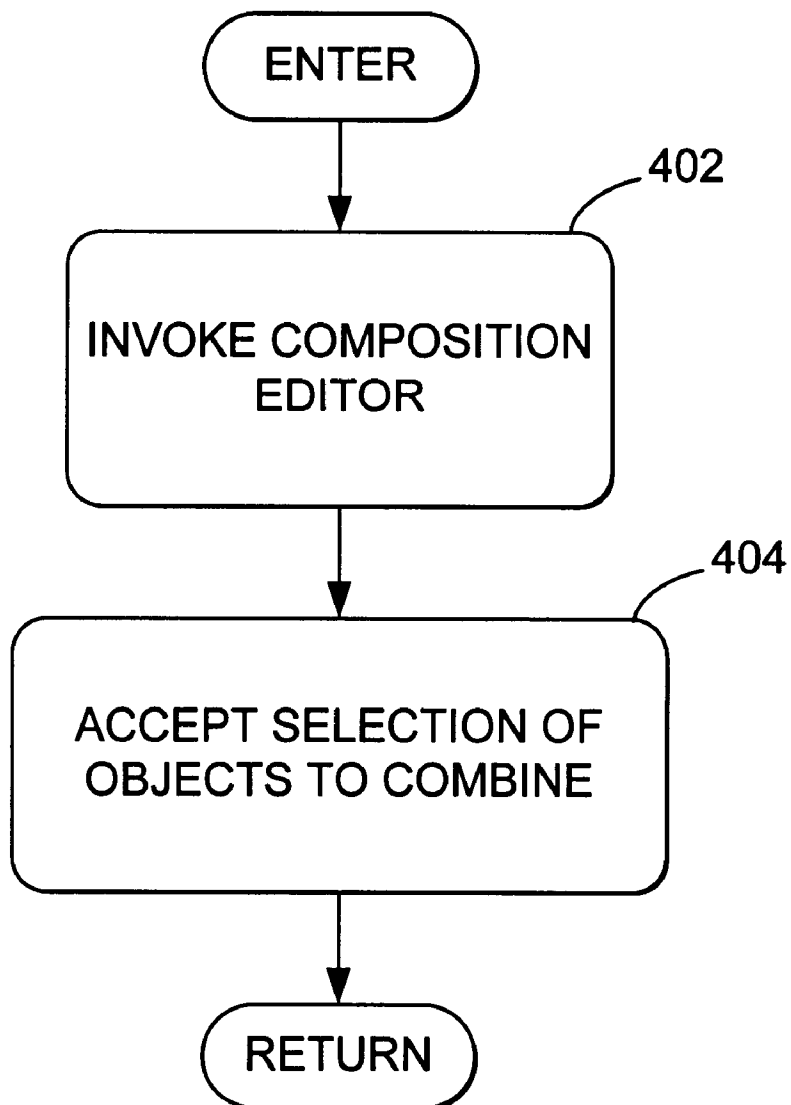 ENTER
402
INVOKE COMPOSITION
EDITOR
404
ACCEPT SELECTION OF
OBJECTS TO COMBINE
RETURN